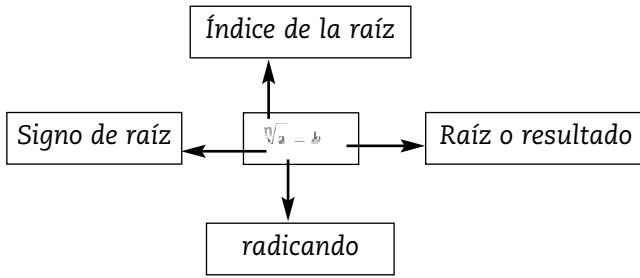 Índice de la raíz
Signo de raíz
ⁿ√a = b
Raíz o resultado
radicando